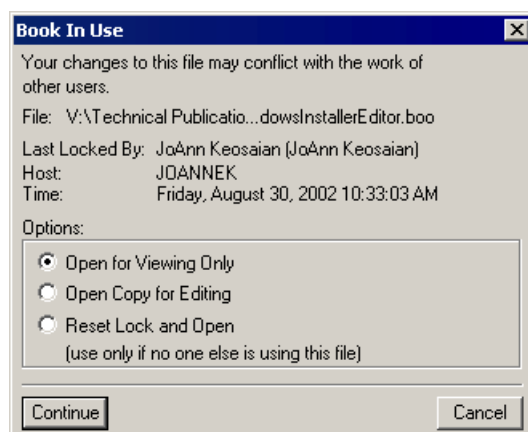 Book In Use
Your changes to this file may conflict with the work of
other users.
File: V:\Technical Publicatio...dowsInstallerEditor.boo
Last Locked By: JoAnn Keosaian (JoAnn Keosaian)
Host: JOANNEK
Time: Friday, August 30, 2002 10:33:03 AM
Options:
Open for Viewing Only
Open Copy for Editing
Reset Lock and Open
(use only if no one else is using this file)
Continue Cancel